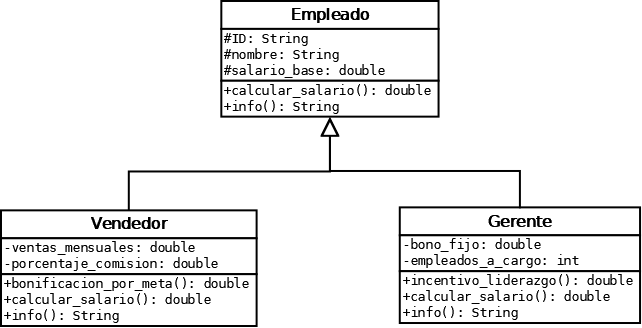 Empleado
#ID: String
#nombre: String
#salario_base: double
+calcular_salario(): double
+info(): String
Vendedor
-ventas_mensuales: double
-porcentaje_comision: double
+bonificacion_por_meta(): double
+calcular_salario(): double
+info(): String
Gerente
-bono_fijo: double
-empleados_a_cargo: int
+incentivo_liderazgo(): double
+calcular_salario(): double
+info(): String